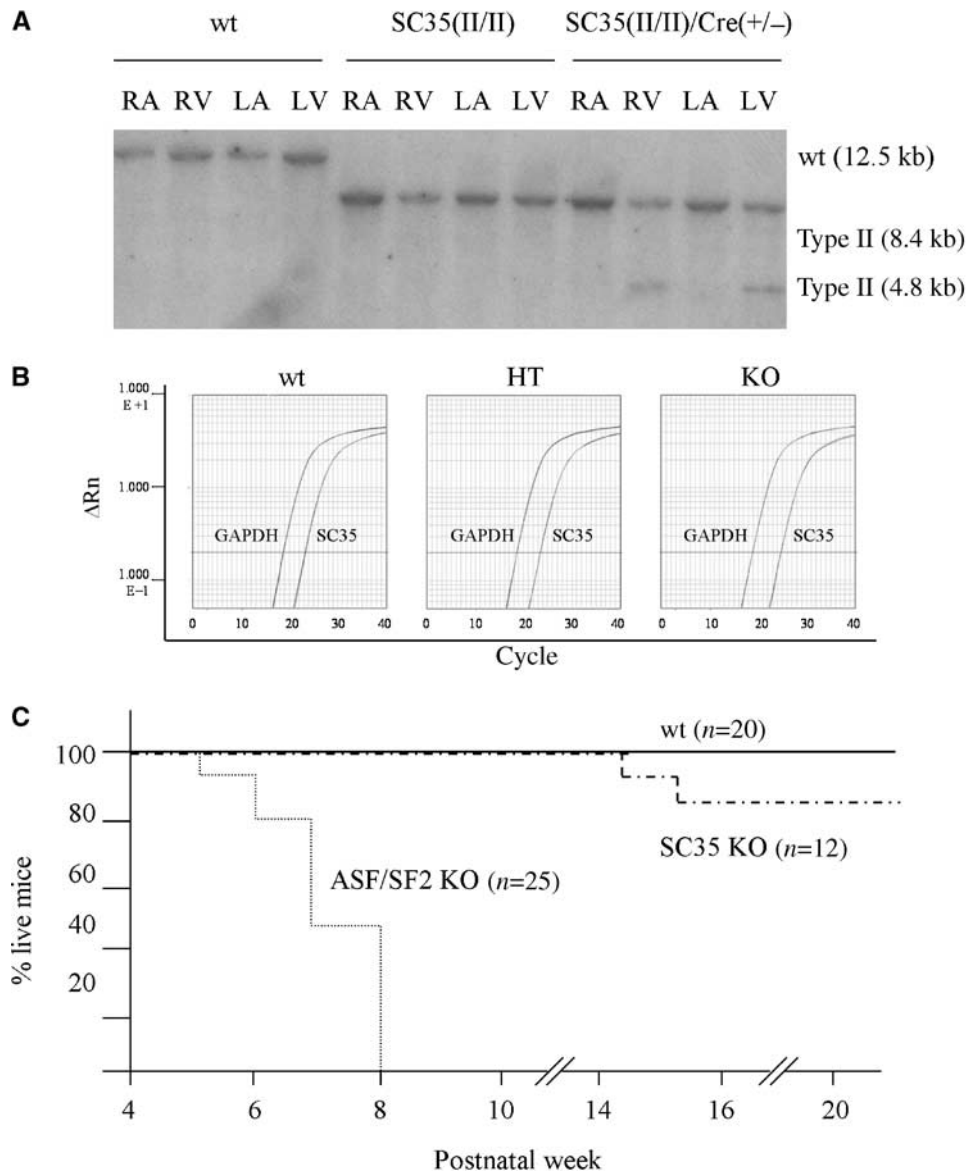 A
wt SC35(II/II) SC35(II/II)/Cre(+/–)
RA RV LA LV RA RV LA LV RA RV LA LV
wt (12.5 kb)
Type II (8.4 kb)
Type II (4.8 kb)
B
wt HT KO
1.000
E+1
1.000
1.000
E–1
ΔRn
GAPDH SC35 GAPDH SC35 GAPDH SC35
0 10 20 30 40 0 10 20 30 40 0 10 20 30 40
Cycle
C
wt (n=20)
100
80
SC35 KO (n=12)
60
ASF/SF2 KO (n=25)
40
20
% live mice
4 6 8 10 14 16 20
Postnatal week